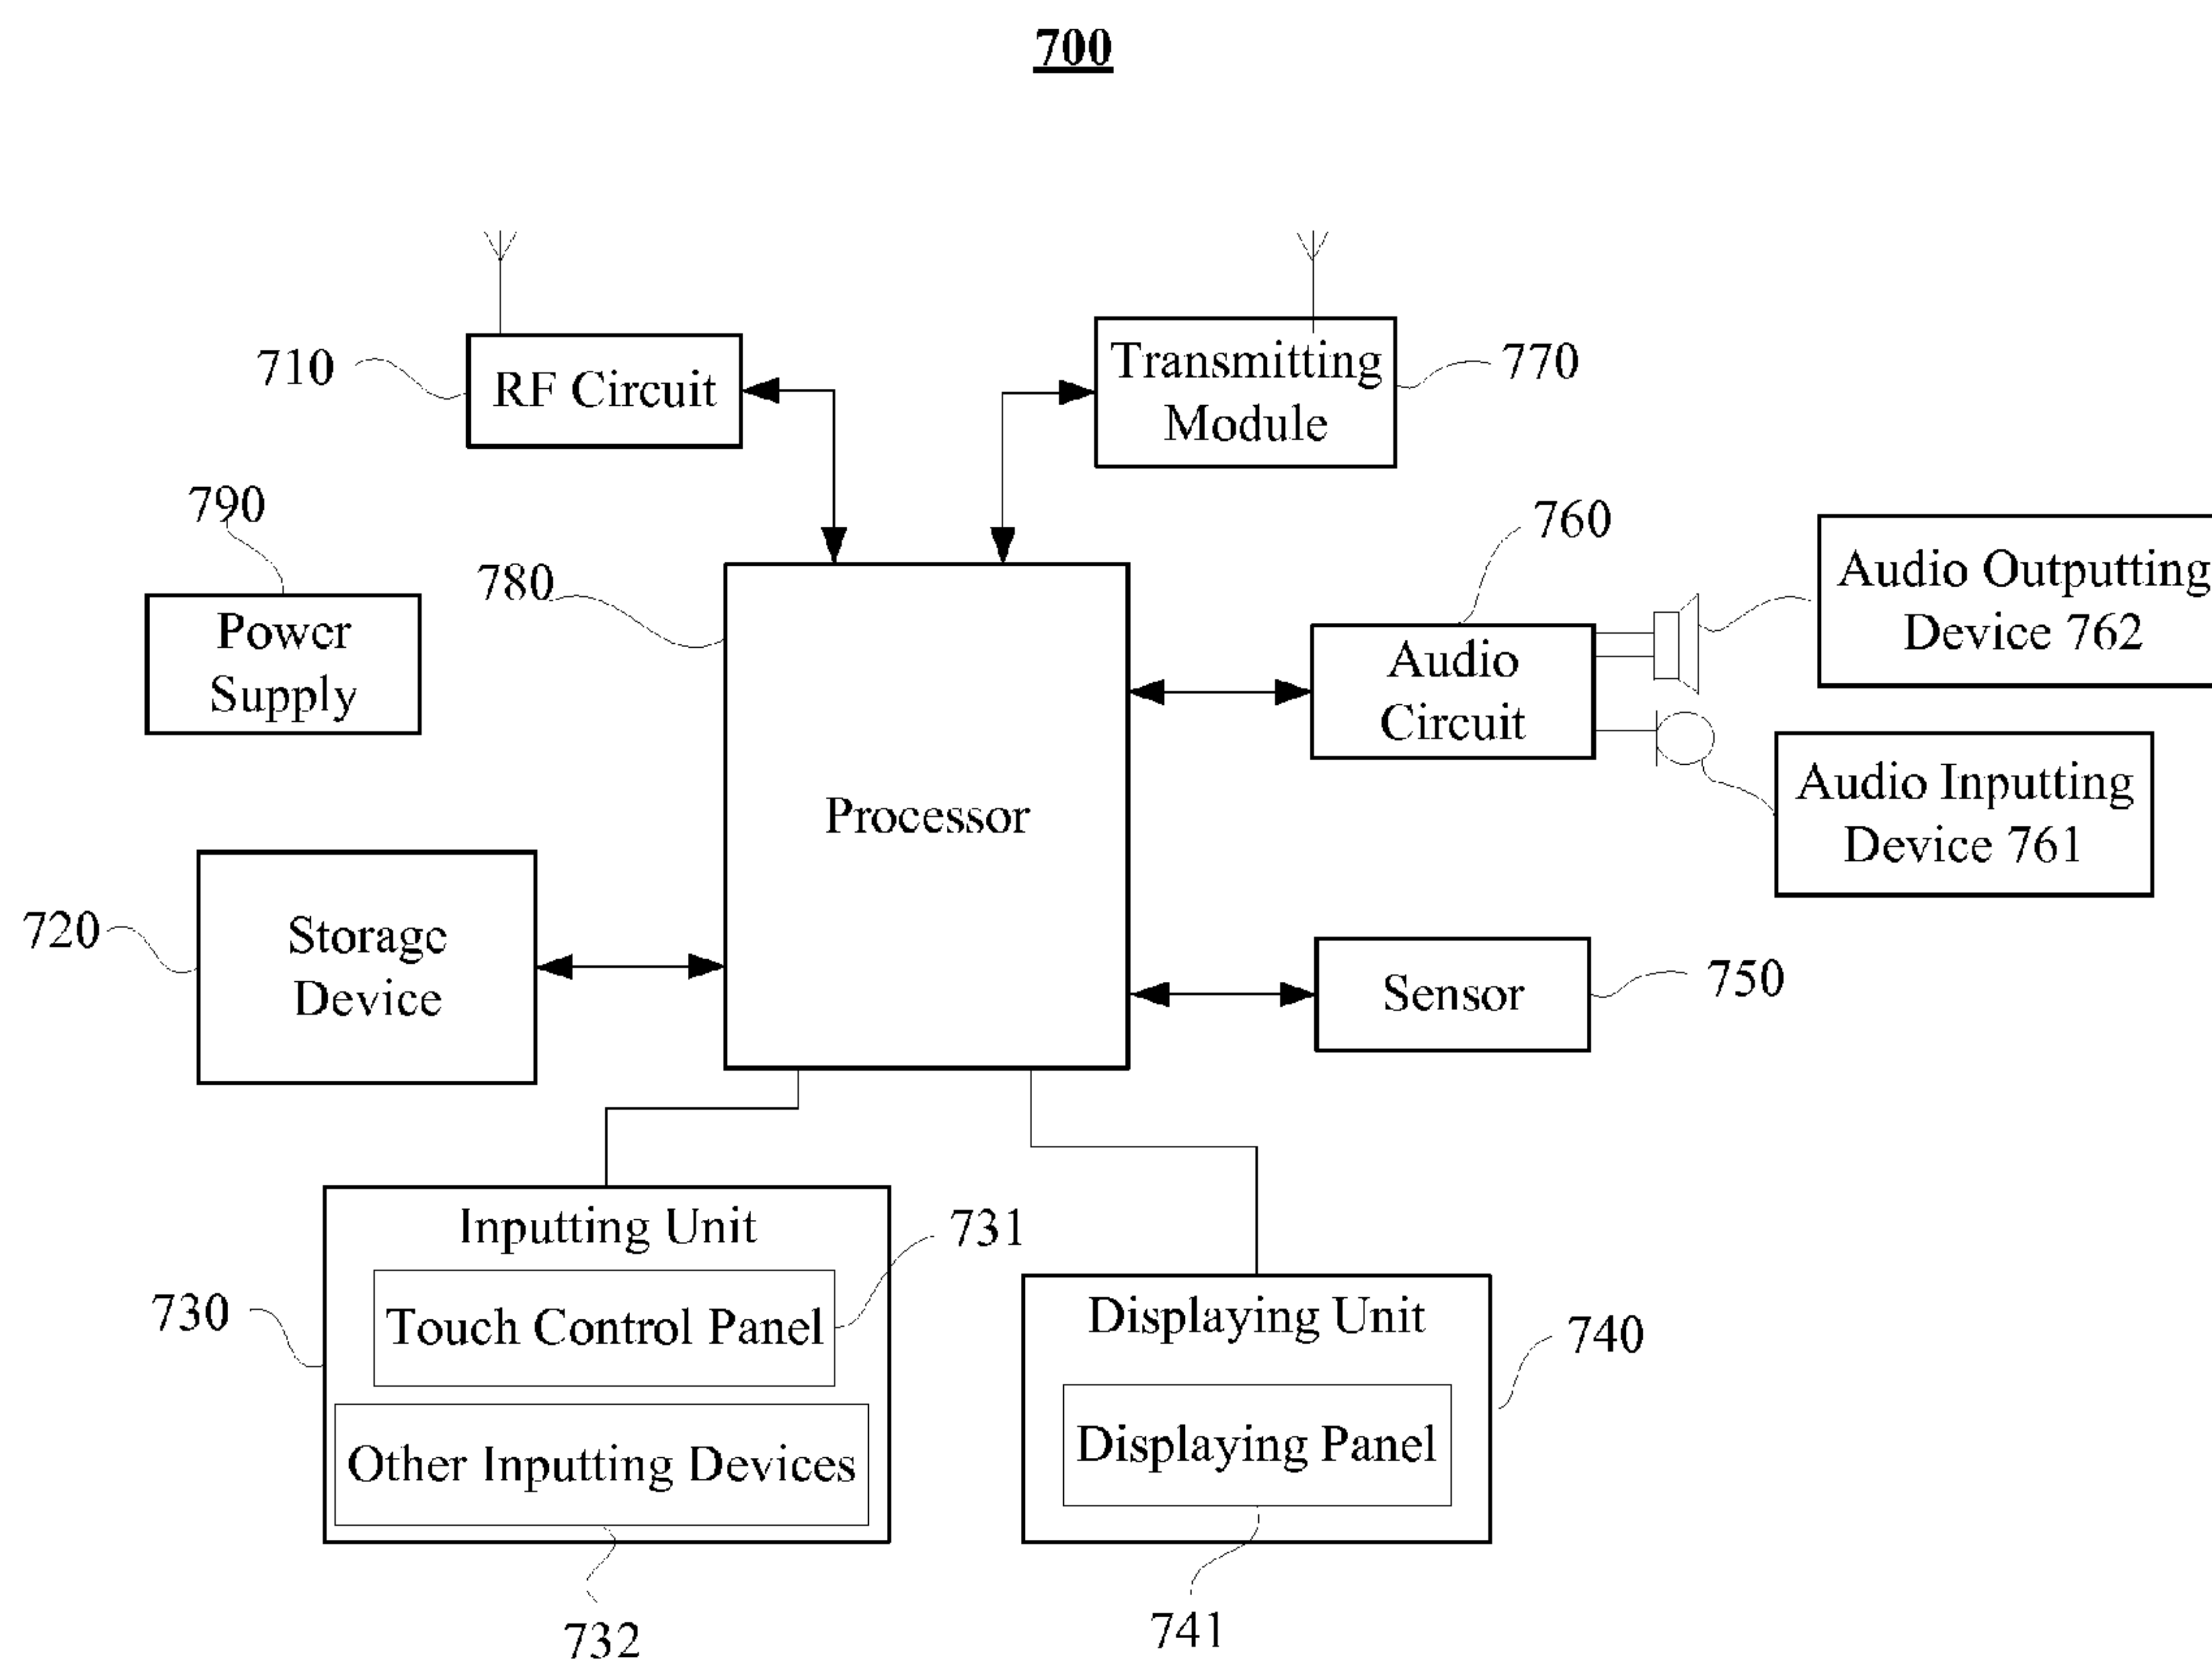 700
710
RF Circuit
Transmitting
Module
770
790
Power
Supply
780
Processor
760
Audio
Circuit
Audio Outputting
Device 762
Audio Inputting
Device 761
720
Storage
Device
Sensor
750
730
Inputting Unit
731
Touch Control Panel
Other Inputting Devices
732
Displaying Unit
740
Displaying Panel
741